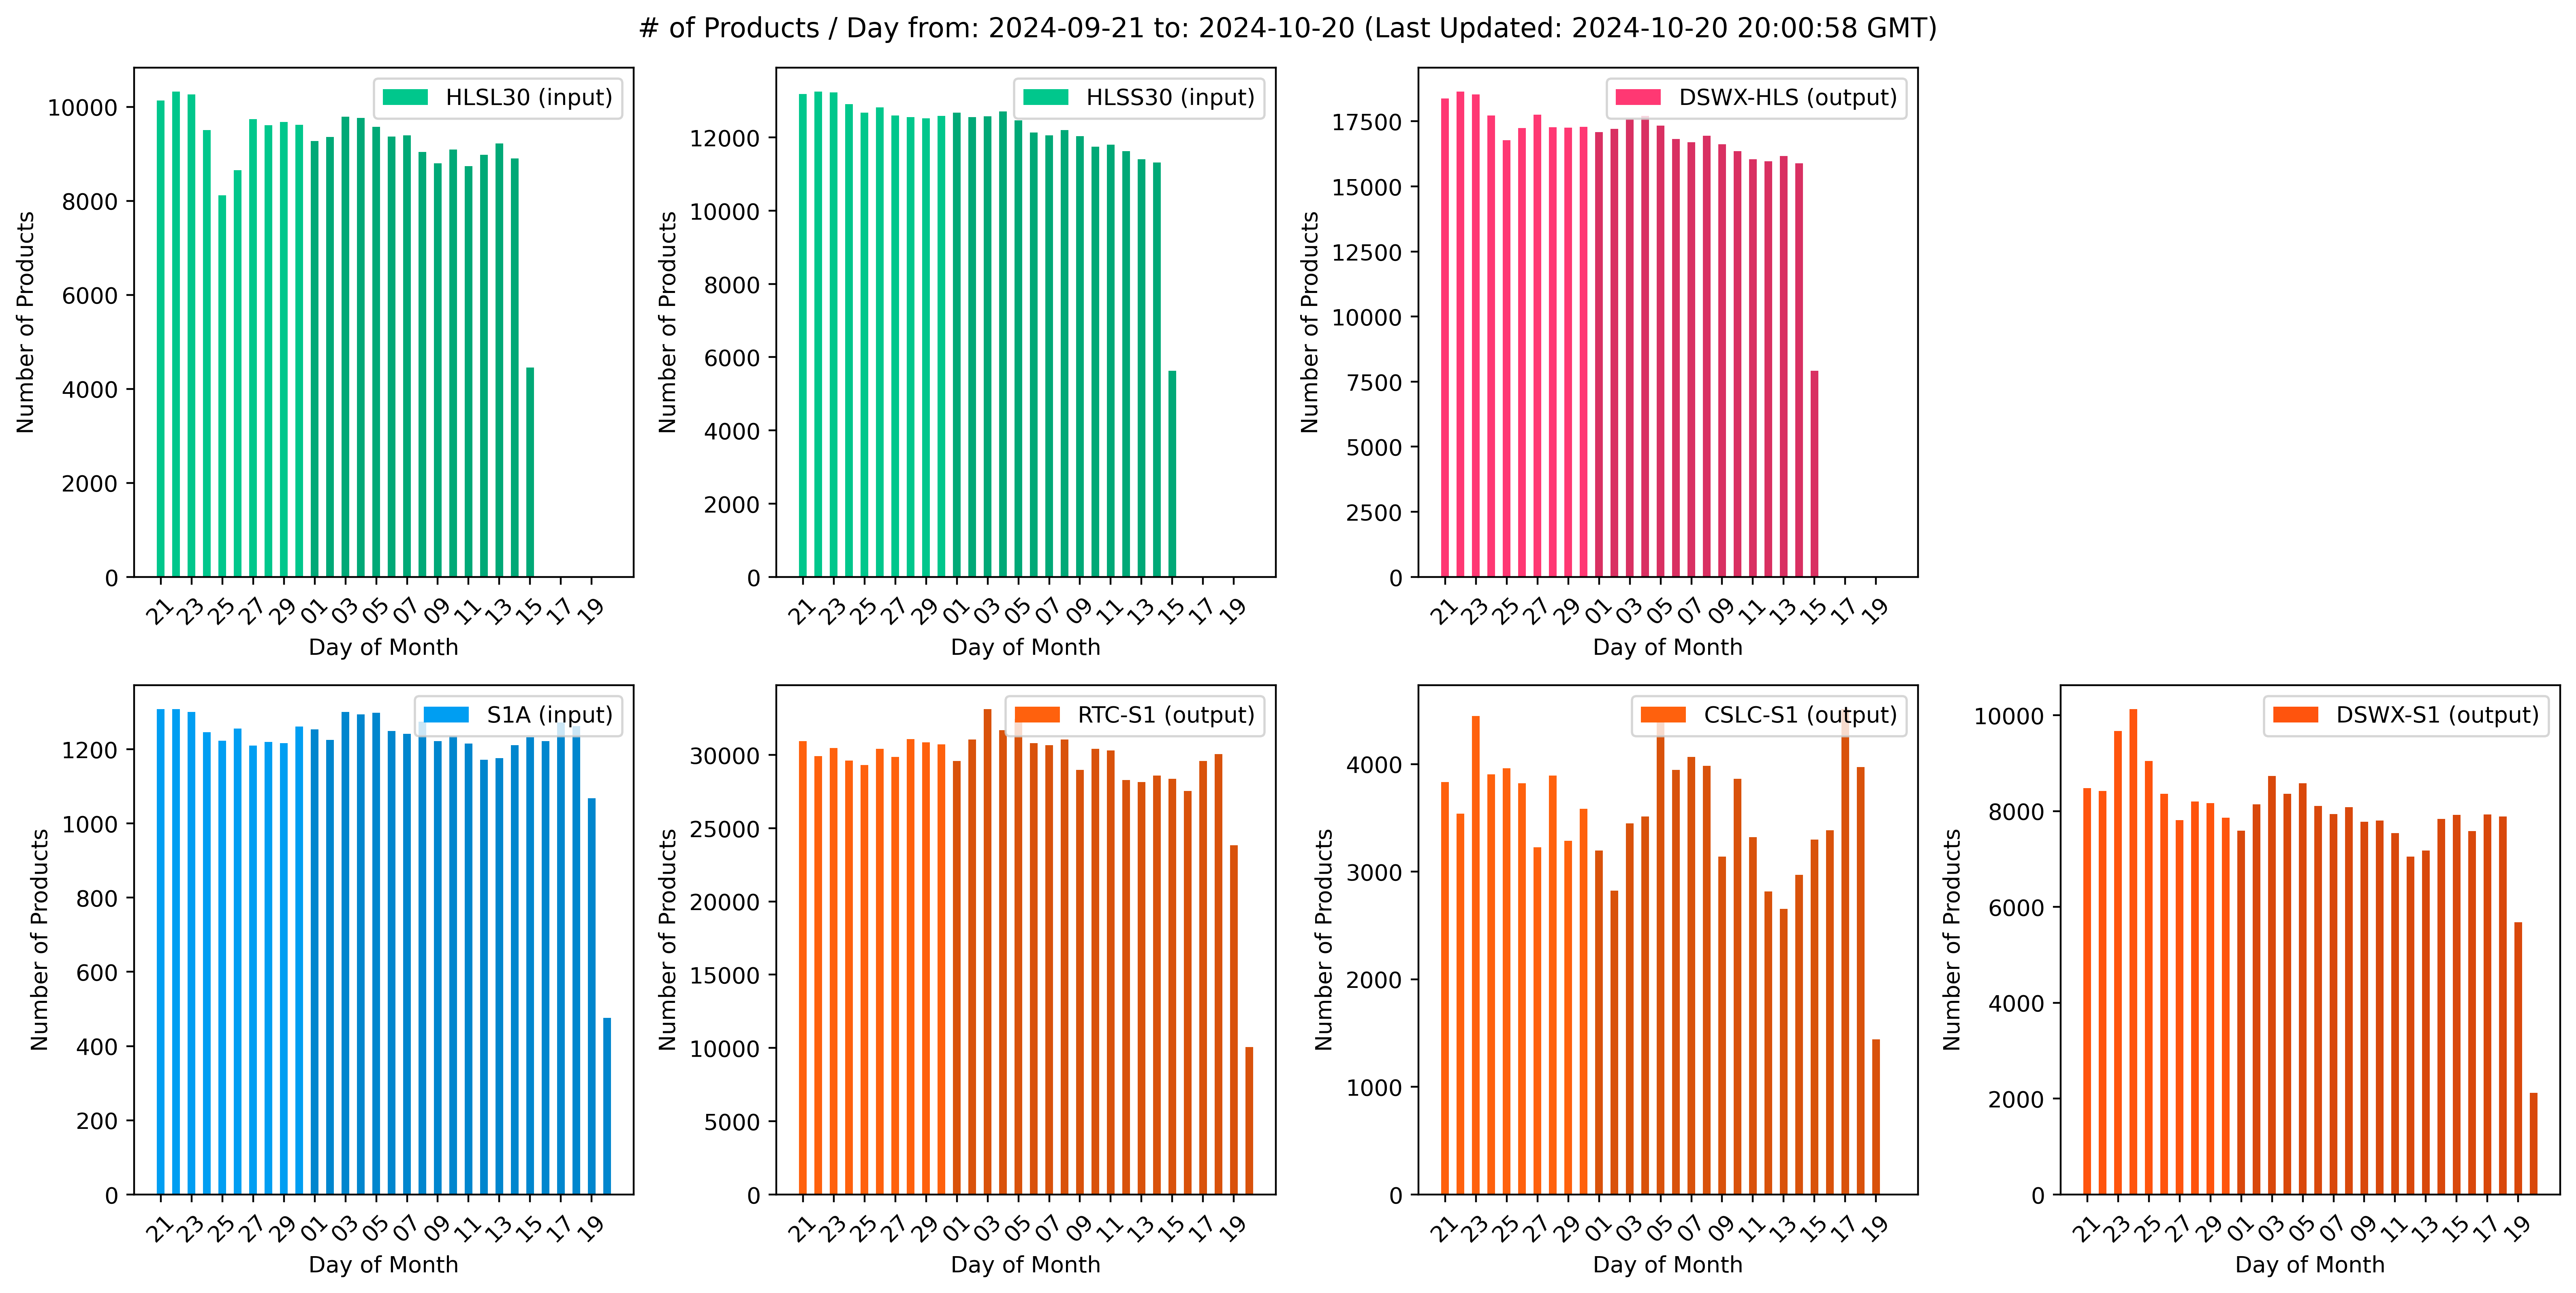 # of Products / Day from: 2024-09-21 to: 2024-10-20 (Last Updated: 2024-10-20 20:00:58 GMT)
HLSL30 (input)
Number of Products
10000
8000
6000
4000
2000
0
21 23 25 27 29 01 03 05 07 09 11 13 15 17 19
Day of Month
HLSS30 (input)
Number of Products
12000
10000
8000
6000
4000
2000
0
21 23 25 27 29 01 03 05 07 09 11 13 15 17 19
Day of Month
DSWX-HLS (output)
Number of Products
17500
15000
12500
10000
7500
5000
2500
0
21 23 25 27 29 01 03 05 07 09 11 13 15 17 19
Day of Month
S1A (input)
Number of Products
1200
1000
800
600
400
200
0
21 23 25 27 29 01 03 05 07 09 11 13 15 17 19
Day of Month
RTC-S1 (output)
Number of Products
30000
25000
20000
15000
10000
5000
0
21 23 25 27 29 01 03 05 07 09 11 13 15 17 19
Day of Month
CSLC-S1 (output)
Number of Products
4000
3000
2000
1000
0
21 23 25 27 29 01 03 05 07 09 11 13 15 17 19
Day of Month
DSWX-S1 (output)
Number of Products
10000
8000
6000
4000
2000
0
21 23 25 27 29 01 03 05 07 09 11 13 15 17 19
Day of Month